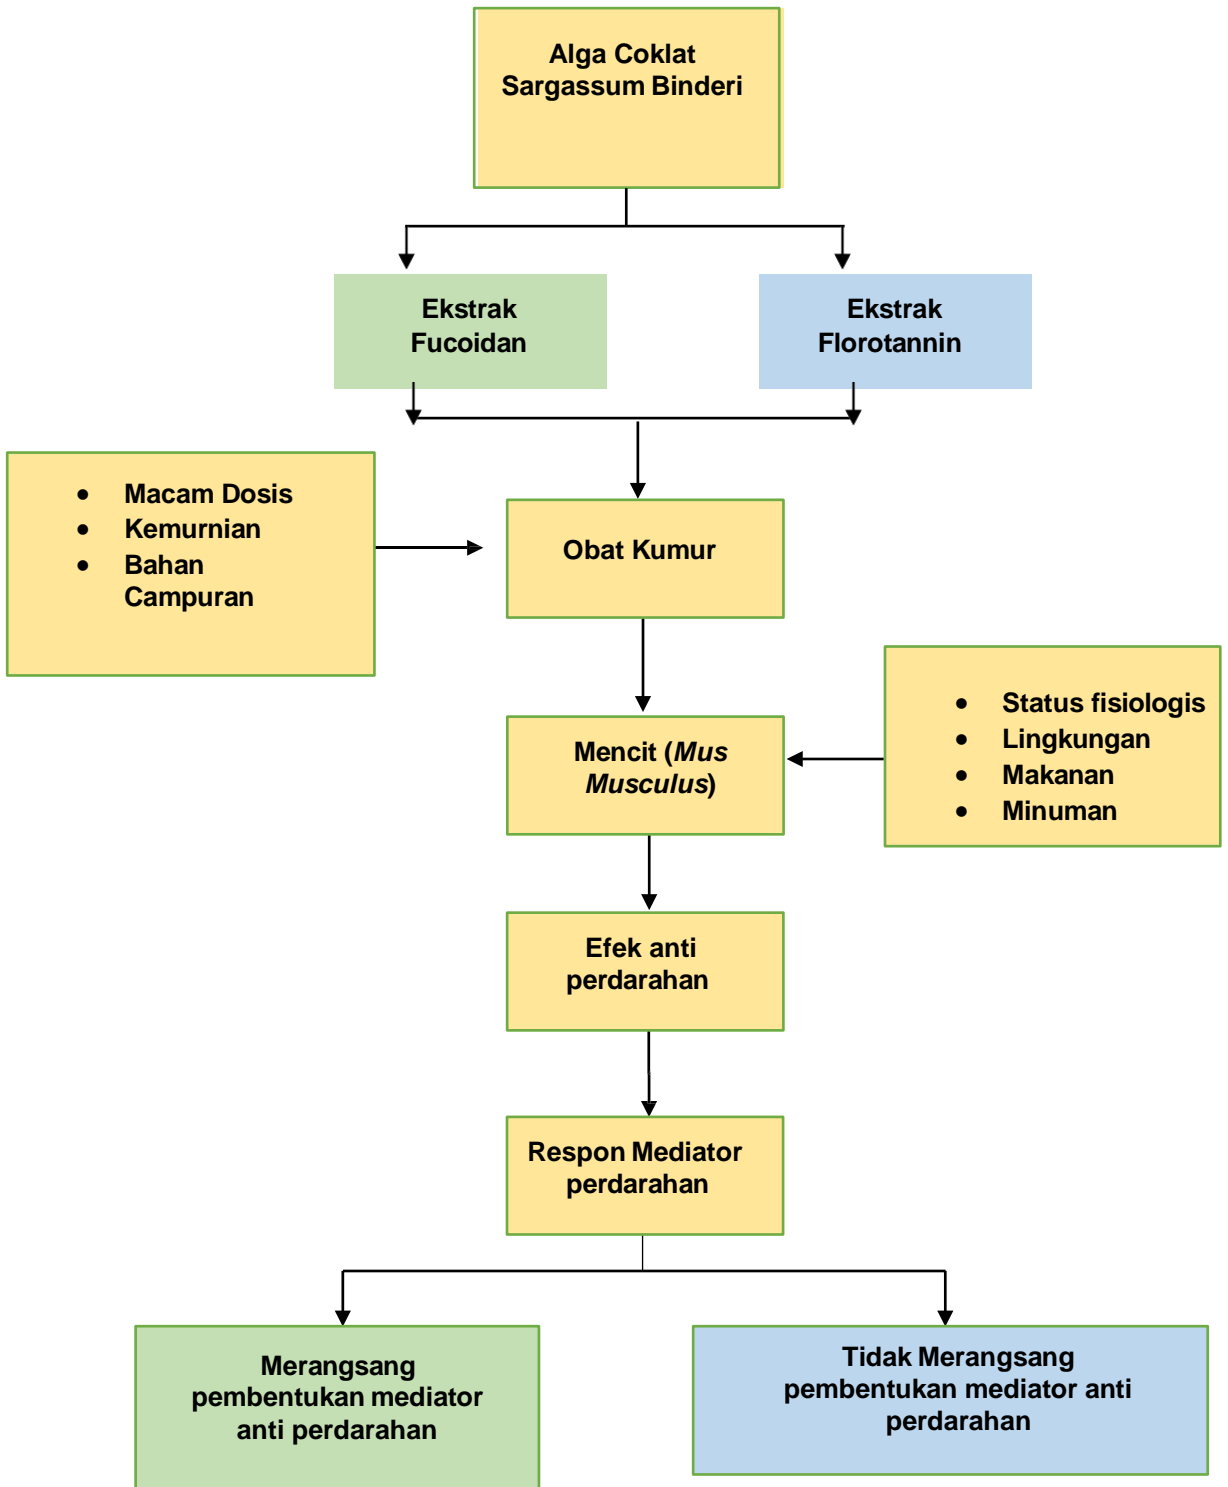 Alga Coklat
Sargassum Binderi
Ekstrak
Fucoidan
Ekstrak
Florotannin
• Macam Dosis
• Kemurnian
• Bahan
Campuran
Obat Kumur
• Status fisiologis
• Lingkungan
• Makanan
• Minuman
Mencit (Mus
Musculus)
Efek anti
perdarahan
Respon Mediator
perdarahan
Merangsang
pembentukan mediator
anti perdarahan
Tidak Merangsang
pembentukan mediator anti
perdarahan